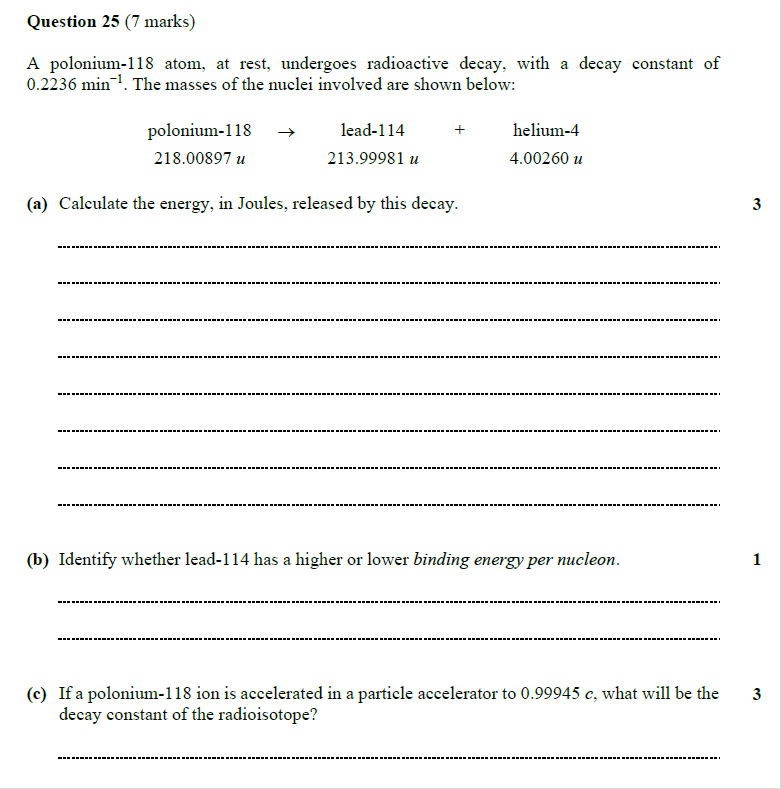 Question 25 (7 marks)
A polonium-118 atom, at rest, undergoes radioactive decay, with a decay constant of
0.2236 min⁻¹. The masses of the nuclei involved are shown below:
polonium-118 → lead-114 + helium-4
218.00897 u 213.99981 u 4.00260 u
(a) Calculate the energy, in Joules, released by this decay. 3
(b) Identify whether lead-114 has a higher or lower binding energy per nucleon. 1
(c) If a polonium-118 ion is accelerated in a particle accelerator to 0.99945 c, what will be the 3
decay constant of the radioisotope?